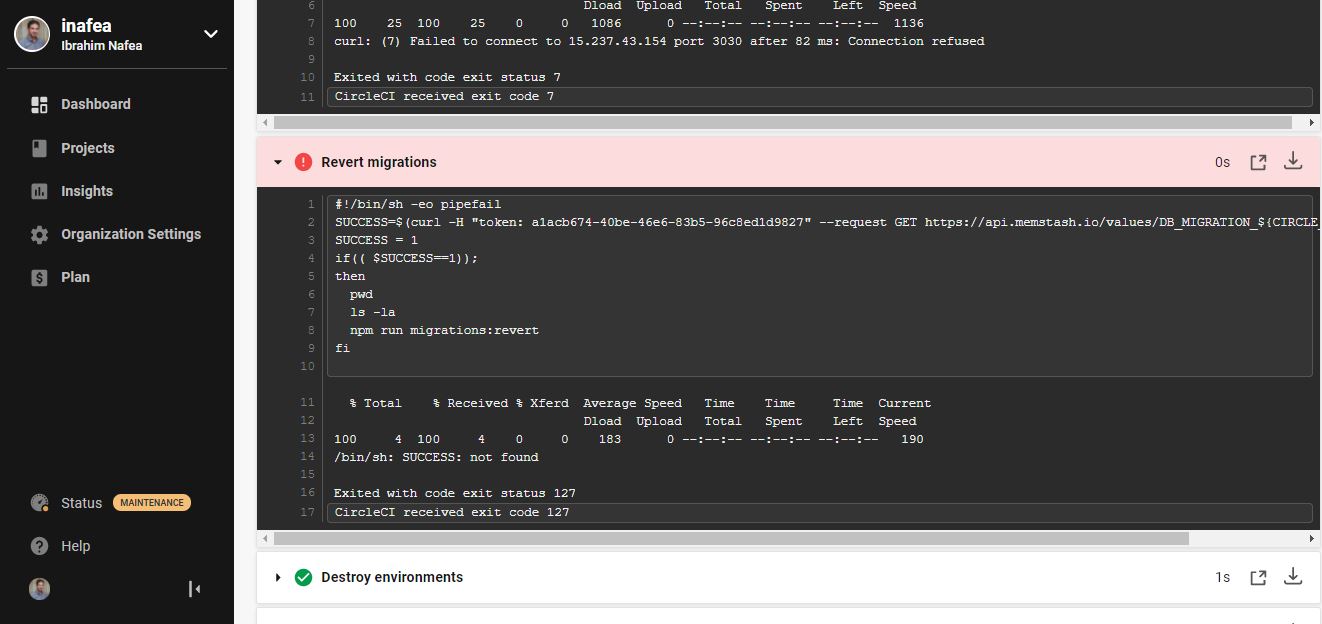 inafea
Ibrahim Nafea
Dashboard
Projects
Insights
Organization Settings
Plan
Status MAINTENANCE
Help
6 Dload Upload Total Spent Left Speed
7 100 25 100 25 0 0 1086 0 --:--:-- --:--:-- --:--:-- 1136
8 curl: (7) Failed to connect to 15.237.43.154 port 3030 after 82 ms: Connection refused
9
10 Exited with code exit status 7
11 CircleCI received exit code 7
Revert migrations 0s
1 #!/bin/sh -eo pipefail
2 SUCCESS=$(curl -H "token: a1acb674-40be-46e6-83b5-96c8ed1d9827" --request GET https://api.memstash.io/values/DB_MIGRATION_${CIRCLE_
3 SUCCESS = 1
4 if(( $SUCCESS==1));
5 then
6 pwd
7 ls -la
8 npm run migrations:revert
9 fi
10
11 % Total % Received % Xferd Average Speed Time Time Time Current
12 Dload Upload Total Spent Left Speed
13 100 4 100 4 0 0 183 0 --:--:-- --:--:-- --:--:-- 190
14 /bin/sh: SUCCESS: not found
15
16 Exited with code exit status 127
17 CircleCI received exit code 127
Destroy environments 1s